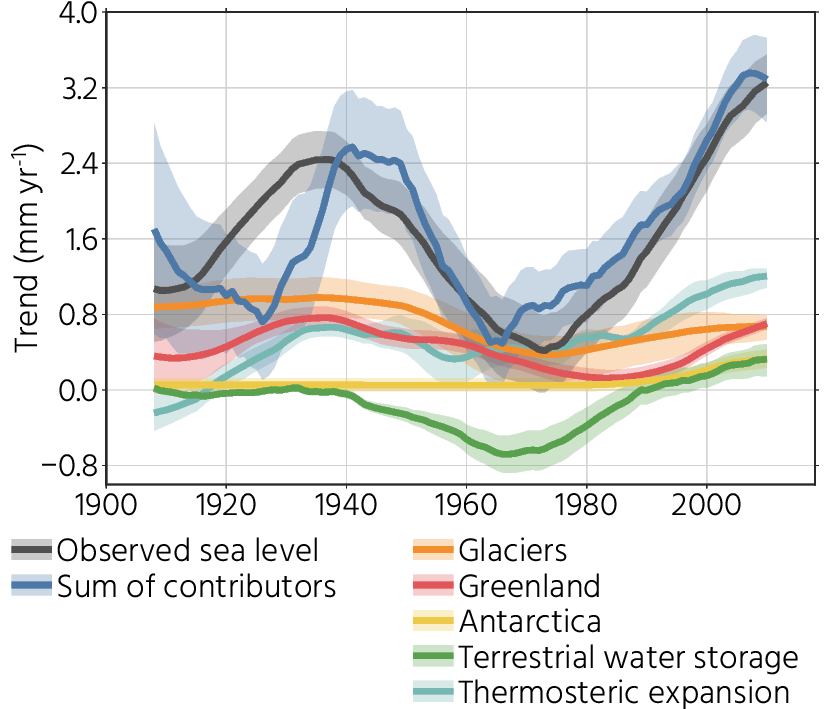 4.0
3.2
2.4
1.6
0.8
0.0
−0.8
Trend (mm yr⁻¹)
1900 1920 1940 1960 1980 2000
Observed sea level
Sum of contributors
Glaciers
Greenland
Antarctica
Terrestrial water storage
Thermosteric expansion